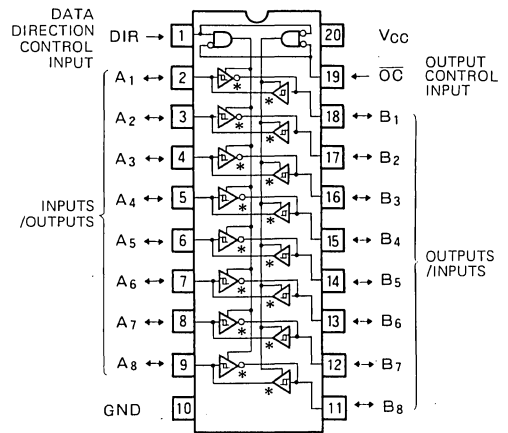 DATA
DIRECTION
CONTROL
INPUT
DIR → 1
20 VCC
A1 ↔ 2
19 ← OC
OUTPUT
CONTROL
INPUT
A2 ↔ 3
18 ↔ B1
A3 ↔ 4
17 ↔ B2
A4 ↔ 5
16 ↔ B3
INPUTS
/OUTPUTS
A5 ↔ 6
15 ↔ B4
A6 ↔ 7
14 ↔ B5
OUTPUTS
/INPUTS
A7 ↔ 8
13 ↔ B6
A8 ↔ 9
12 ↔ B7
GND 10
11 ↔ B8
* *
* *
* *
* *
* *
* *
* *
* *